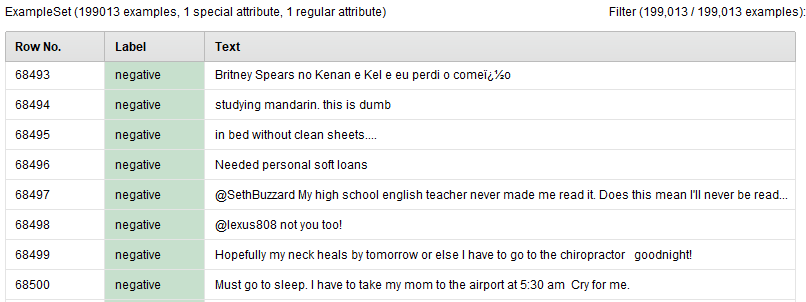 ExampleSet (199013 examples, 1 special attribute, 1 regular attribute) Filter (199,013 / 199,013 examples):
Row No. Label Text
68493 negative Britney Spears no Kenan e Kel e eu perdi o comeï¿½o
68494 negative studying mandarin. this is dumb
68495 negative in bed without clean sheets....
68496 negative Needed personal soft loans
68497 negative @SethBuzzard My high school english teacher never made me read it. Does this mean I'll never be read...
68498 negative @lexus808 not you too!
68499 negative Hopefully my neck heals by tomorrow or else I have to go to the chiropractor   goodnight!
68500 negative Must go to sleep. I have to take my mom to the airport at 5:30 am  Cry for me.